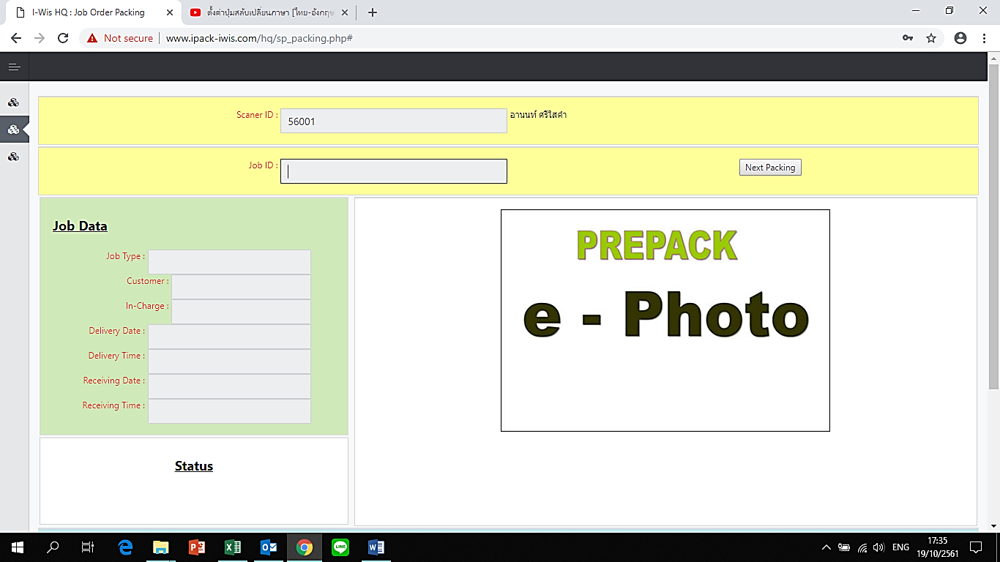 I-Wis HQ : Job Order Packing
ตั้งค่าปุ่มสลับเปลี่ยนภาษา [ไทย-อังกฤษ
Not secure
www.ipack-iwis.com/hq/sp_packing.php#
Scaner ID :
56001
อานนท์ ศรีใสคำ
Job ID :
Next Packing
Job Data
PREPACK
e - Photo
Job Type :
Customer :
In-Charge :
Delivery Date :
Delivery Time :
Receiving Date :
Receiving Time :
Status
LINE
ENG
17:35
19/10/2561